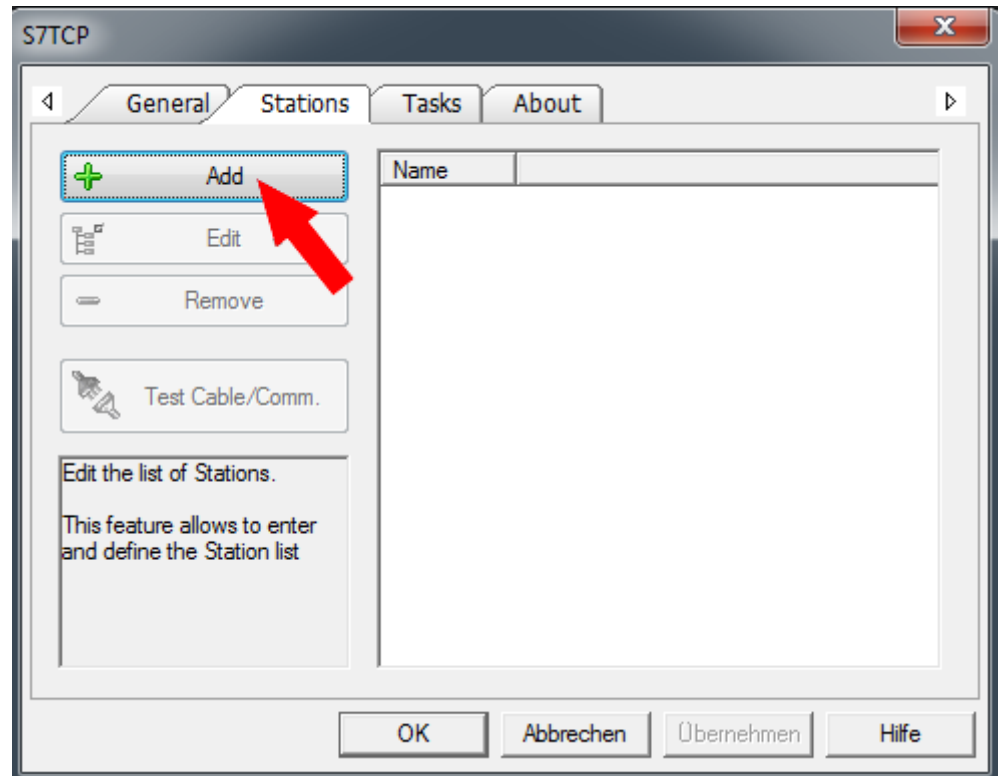 S7TCP
General Stations Tasks About
Add
Name
Edit
Remove
Test Cable/Comm.
Edit the list of Stations.
This feature allows to enter
and define the Station list
OK Abbrechen Übernehmen Hilfe